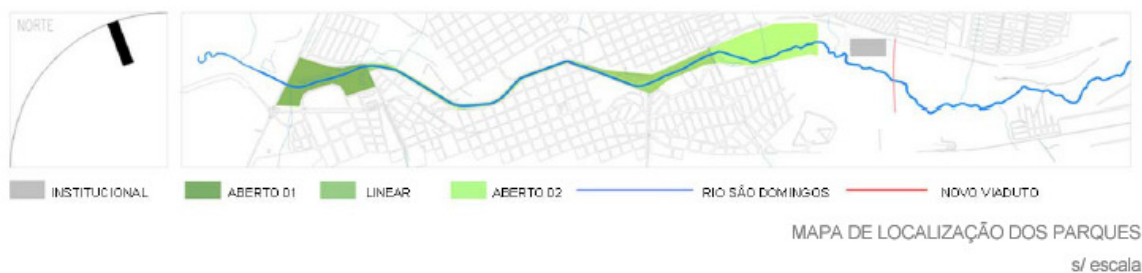 NORTE
INSTITUCIONAL ABERTO 01 LINEAR ABERTO 02 RIO SÃO DOMINGOS NOVO VIADUTO
MAPA DE LOCALIZAÇÃO DOS PARQUES
s/ escala